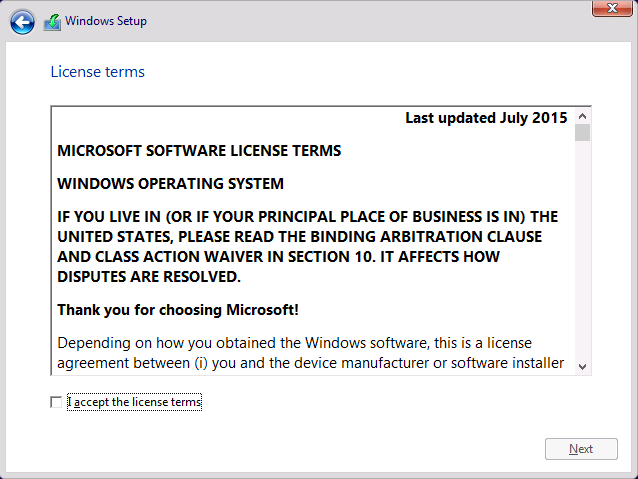 Windows Setup
License terms
Last updated July 2015
MICROSOFT SOFTWARE LICENSE TERMS
WINDOWS OPERATING SYSTEM
IF YOU LIVE IN (OR IF YOUR PRINCIPAL PLACE OF BUSINESS IS IN) THE
UNITED STATES, PLEASE READ THE BINDING ARBITRATION CLAUSE
AND CLASS ACTION WAIVER IN SECTION 10. IT AFFECTS HOW
DISPUTES ARE RESOLVED.
Thank you for choosing Microsoft!
Depending on how you obtained the Windows software, this is a license
agreement between (i) you and the device manufacturer or software installer
I accept the license terms
Next